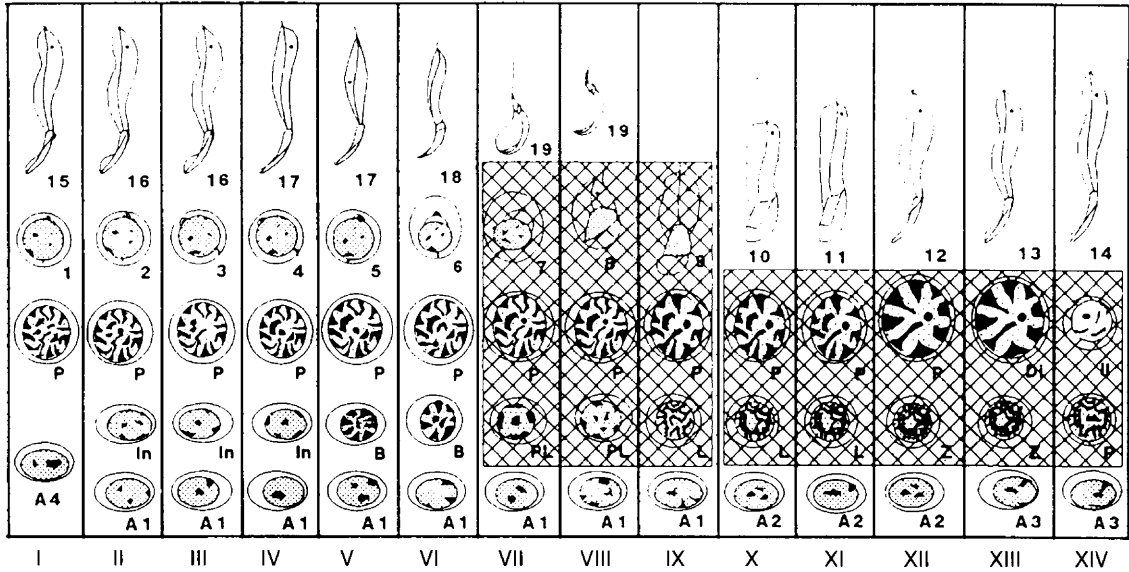 19 19
15 16 16 17 17 18
10 11 12 13 14
1 2 3 4 5 6 7 8 9
P P P P P P P P P P P P Di II
In In In B B PL PL L L L Z Z P
A4
A1 A1 A1 A1 A1 A1 A1 A1 A2 A2 A2 A3 A3
I II III IV V VI VII VIII IX X XI XII XIII XIV